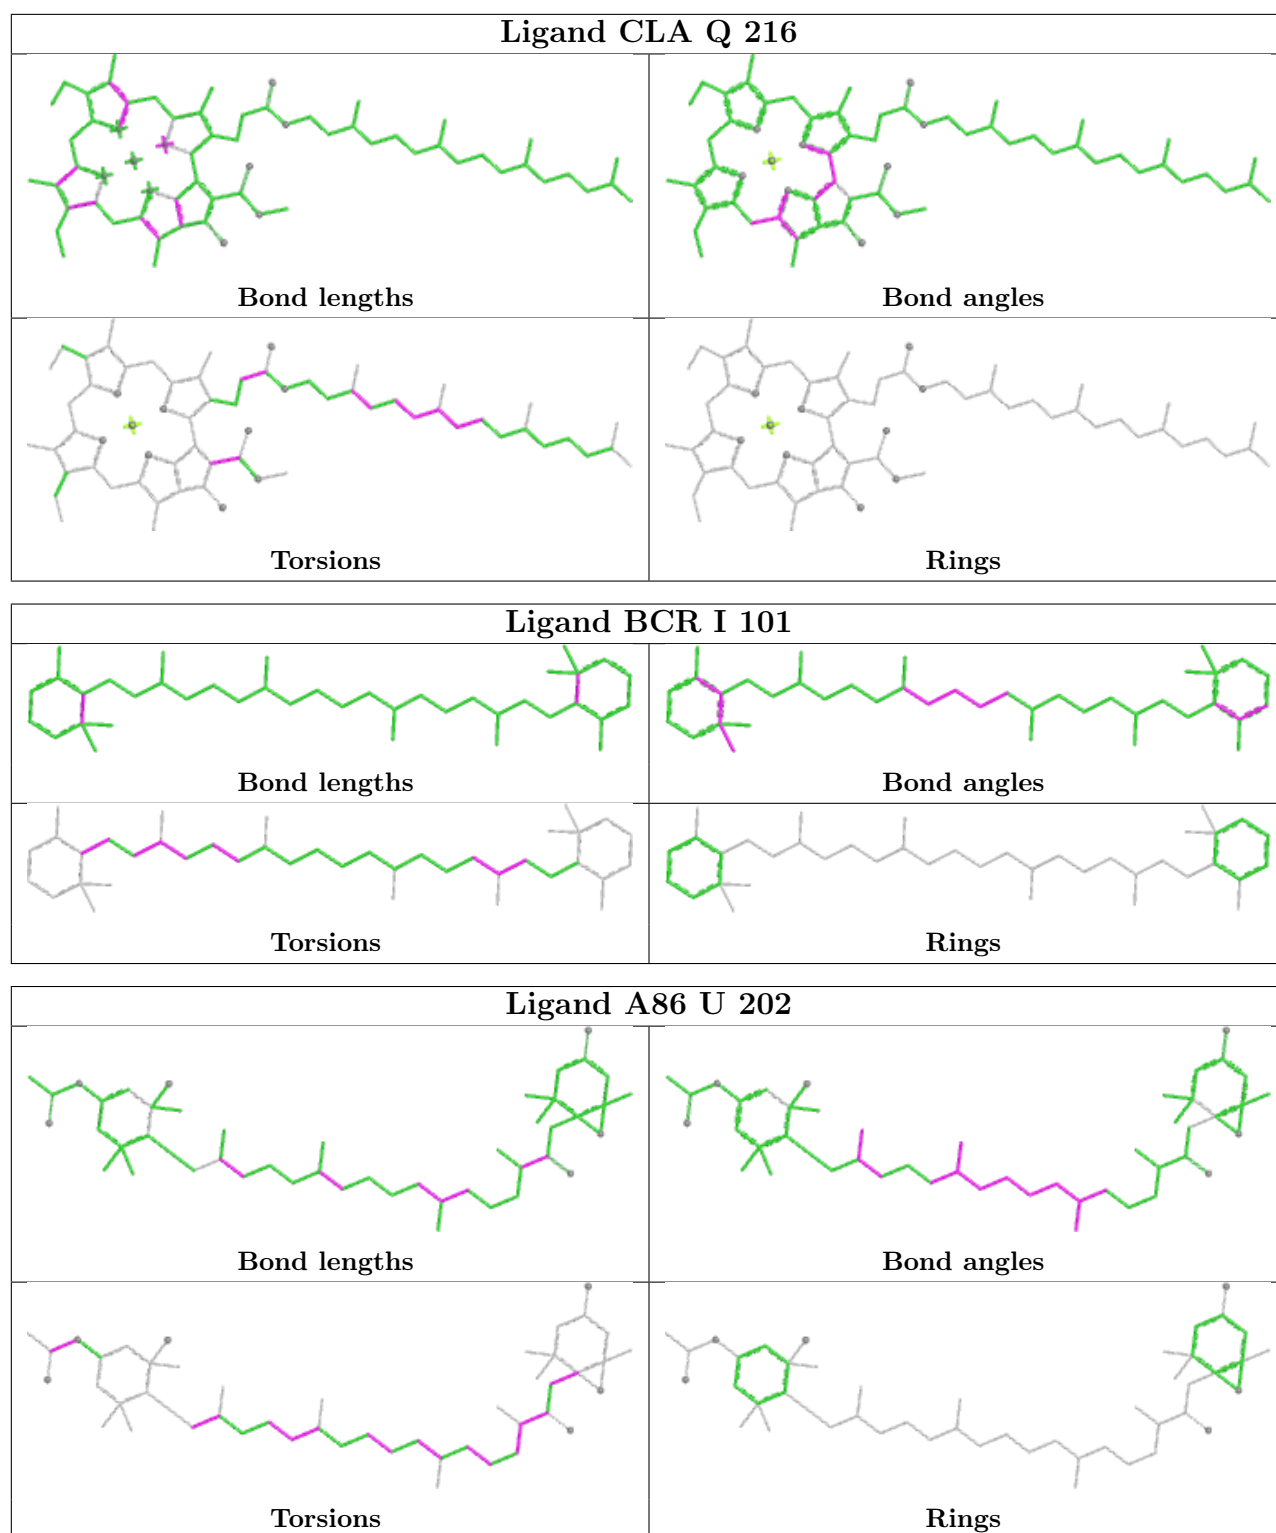 Ligand CLA Q 216
Bond lengths
Bond angles
Torsions
Rings
Ligand BCR I 101
Bond lengths
Bond angles
Torsions
Rings
Ligand A86 U 202
Bond lengths
Bond angles
Torsions
Rings